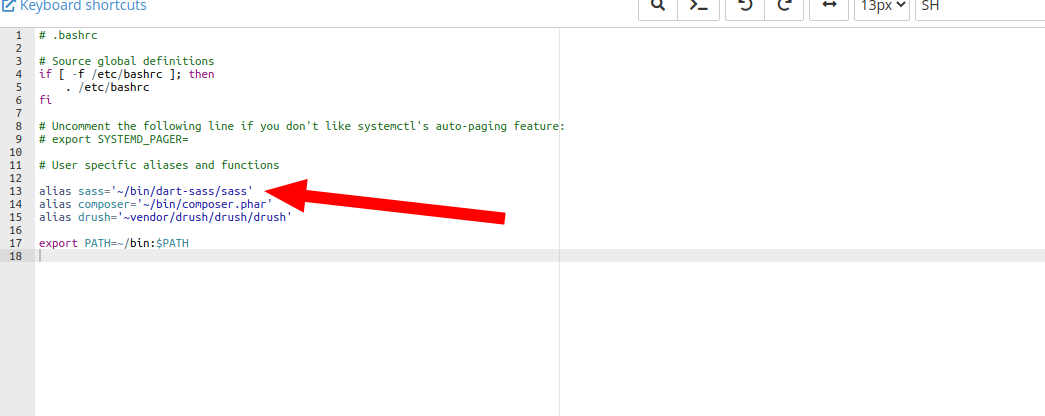 Keyboard shortcuts
13px
SH
1 # .bashrc
2
3 # Source global definitions
4 if [ -f /etc/bashrc ]; then
5     . /etc/bashrc
6 fi
7
8 # Uncomment the following line if you don't like systemctl's auto-paging feature:
9 # export SYSTEMD_PAGER=
10
11 # User specific aliases and functions
12
13 alias sass='~/bin/dart-sass/sass'
14 alias composer='~/bin/composer.phar'
15 alias drush='~vendor/drush/drush/drush'
16
17 export PATH=~/bin:$PATH
18